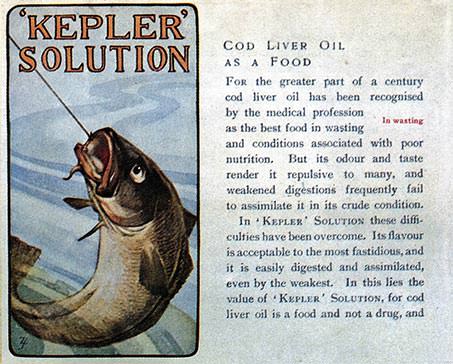 'KEPLER'
SOLUTION
COD LIVER OIL
AS A FOOD
FOR the greater part of a century
cod liver oil has been recognised
by the medical profession
In wasting
as the best food in wasting
and conditions associated with poor
nutrition. But its odour and taste
render it repulsive to many, and
weakened digestions frequently fail
to assimilate it in its crude condition.
In 'KEPLER' SOLUTION these diffi-
culties have been overcome. Its flavour
is acceptable to the most fastidious, and
it is easily digested and assimilated,
even by the weakest. In this lies the
value of 'KEPLER' SOLUTION, for cod
liver oil is a food and not a drug, and